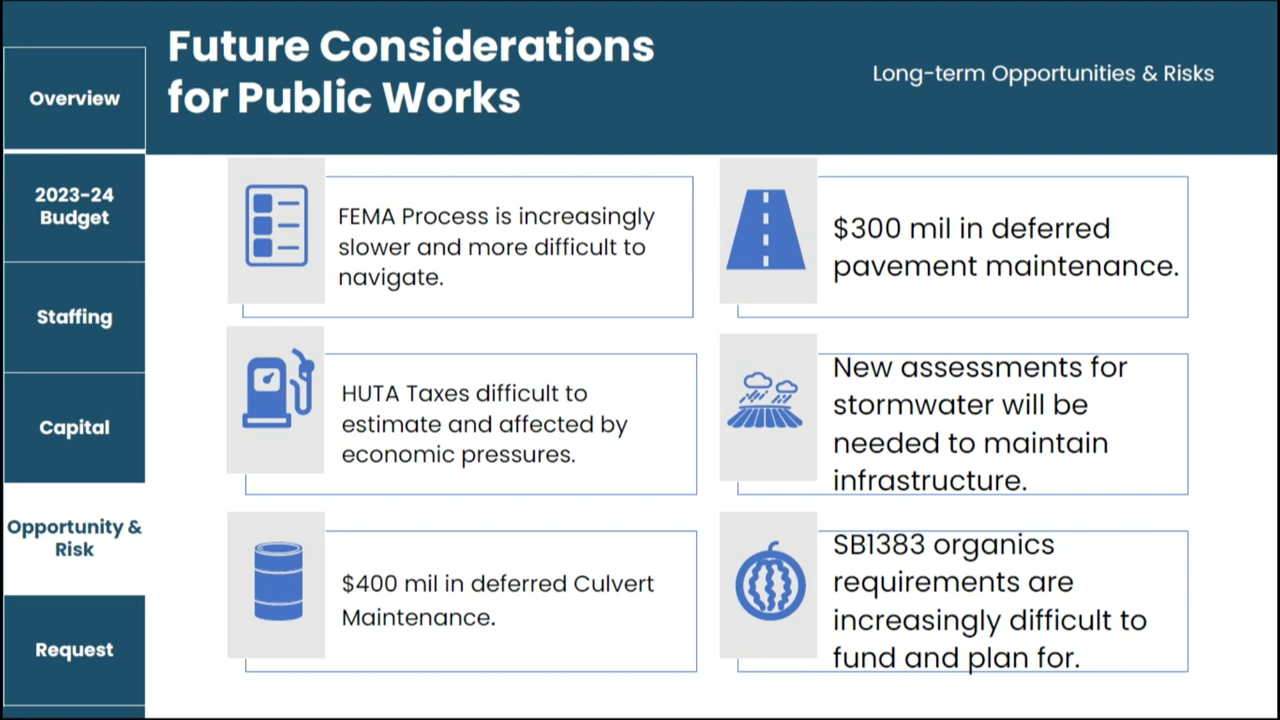 Future Considerations
for Public Works
Long-term Opportunities & Risks
Overview
2023-24
Budget
Staffing
Capital
Opportunity &
Risk
Request
FEMA Process is increasingly
slower and more difficult to
navigate.
$300 mil in deferred
pavement maintenance.
HUTA Taxes difficult to
estimate and affected by
economic pressures.
New assessments for
stormwater will be
needed to maintain
infrastructure.
$400 mil in deferred Culvert
Maintenance.
SB1383 organics
requirements are
increasingly difficult to
fund and plan for.